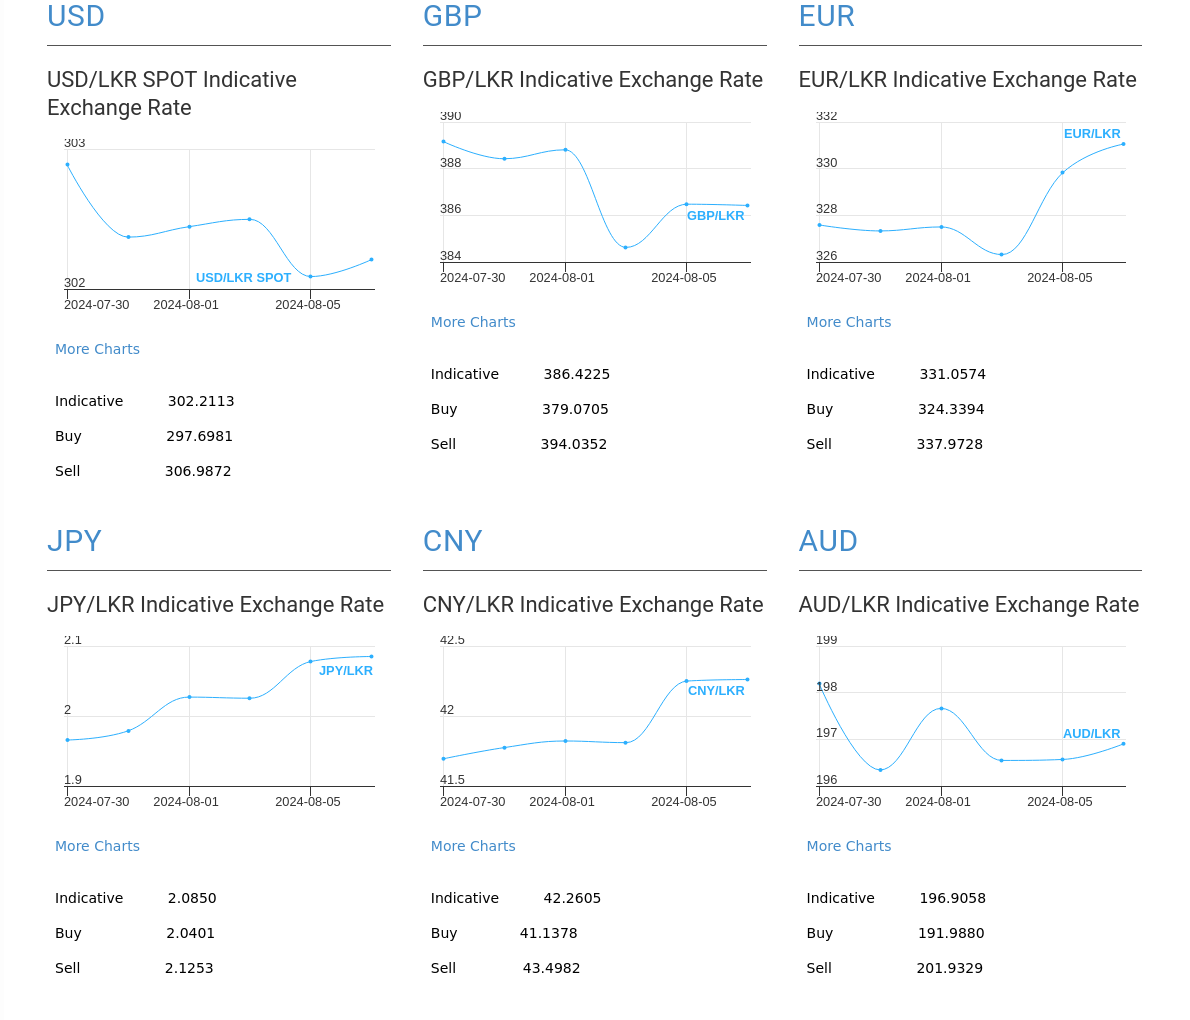 USD
USD/LKR SPOT Indicative
Exchange Rate
303
302
USD/LKR SPOT
2024-07-30 2024-08-01 2024-08-05
More Charts
Indicative 302.2113
Buy 297.6981
Sell 306.9872
GBP
GBP/LKR Indicative Exchange Rate
390
388
386
384
GBP/LKR
2024-07-30 2024-08-01 2024-08-05
More Charts
Indicative 386.4225
Buy 379.0705
Sell 394.0352
EUR
EUR/LKR Indicative Exchange Rate
332
EUR/LKR
330
328
326
2024-07-30 2024-08-01 2024-08-05
More Charts
Indicative 331.0574
Buy 324.3394
Sell 337.9728
JPY
JPY/LKR Indicative Exchange Rate
2.1
JPY/LKR
2
1.9
2024-07-30 2024-08-01 2024-08-05
More Charts
Indicative 2.0850
Buy 2.0401
Sell 2.1253
CNY
CNY/LKR Indicative Exchange Rate
42.5
CNY/LKR
42
41.5
2024-07-30 2024-08-01 2024-08-05
More Charts
Indicative 42.2605
Buy 41.1378
Sell 43.4982
AUD
AUD/LKR Indicative Exchange Rate
199
198
197
AUD/LKR
196
2024-07-30 2024-08-01 2024-08-05
More Charts
Indicative 196.9058
Buy 191.9880
Sell 201.9329